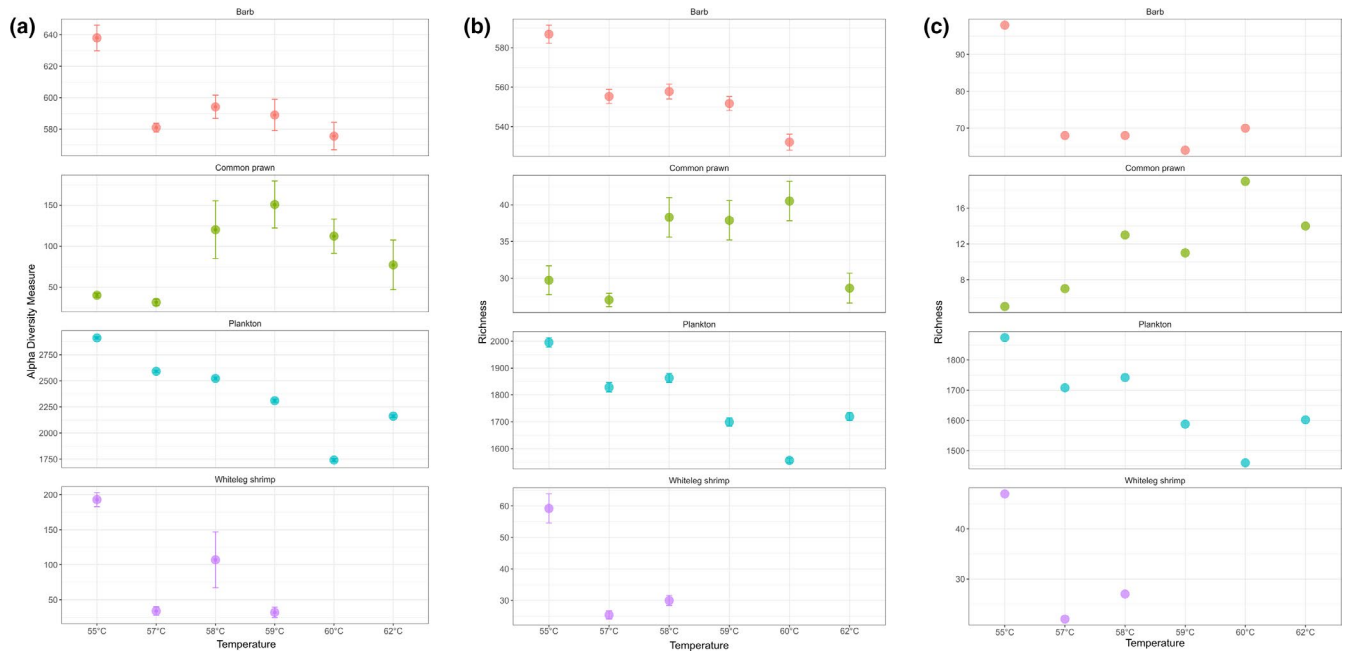 (a)
Alpha Diversity Measure
Barb
640
620
600
580
Common prawn
150
100
50
Plankton
2750
2500
2250
2000
1750
Whiteleg shrimp
200
150
100
50
55°C 57°C 58°C 59°C 60°C 62°C
Temperature
(b)
Richness
Barb
580
560
540
Common prawn
40
35
30
Plankton
2000
1900
1800
1700
1600
Whiteleg shrimp
60
50
40
30
55°C 57°C 58°C 59°C 60°C 62°C
Temperature
(c)
Richness
Barb
90
80
70
Common prawn
16
12
8
Plankton
1800
1700
1600
1500
Whiteleg shrimp
40
30
55°C 57°C 58°C 59°C 60°C 62°C
Temperature